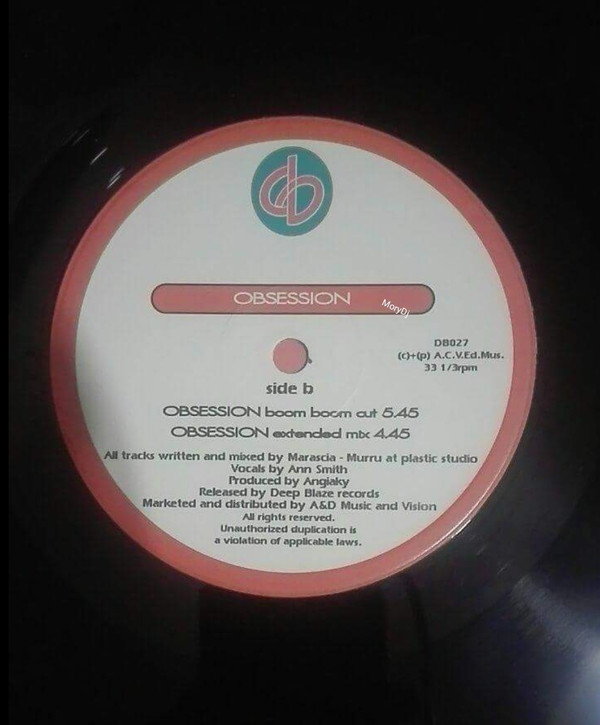 db
OBSESSION
MoryDj
DB027
(c)+(p) A.C.V.Ed.Mus.
33 1/3rpm
side b
OBSESSION boom boom cut 5.45
OBSESSION extended mix 4.45
All tracks written and mixed by Marascia - Murru at plastic studio
Vocals by Ann Smith
Produced by Anglaky
Released by Deep Blaze records
Marketed and distributed by A&D Music and Vision
All rights reserved.
Unauthorized duplication is
a violation of applicable laws.